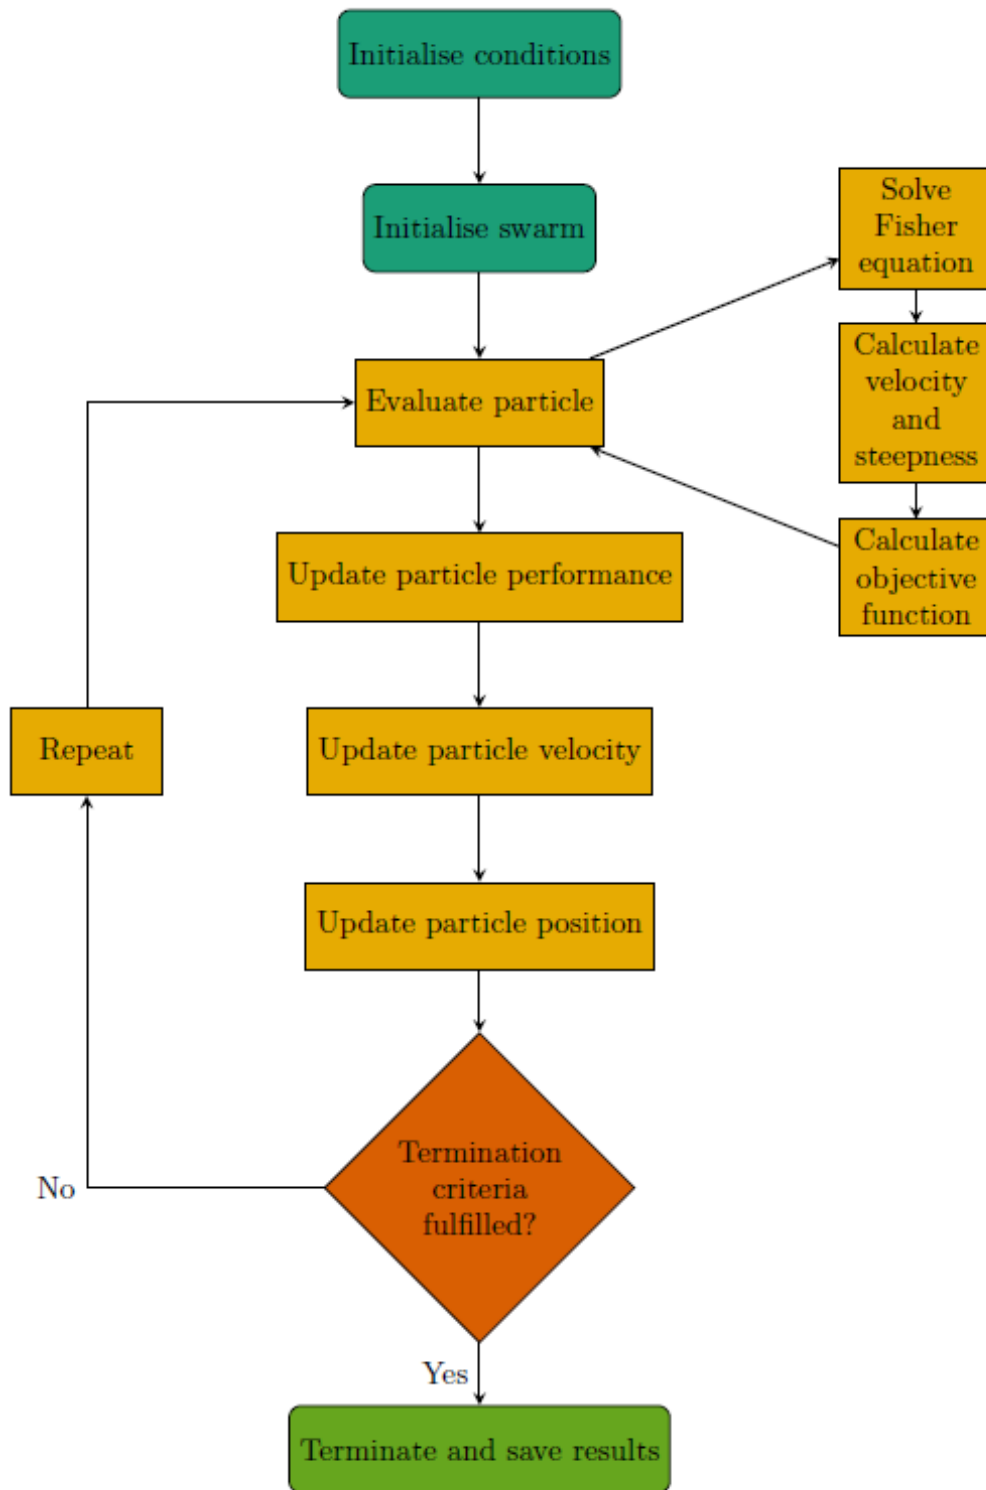 Initialise conditions
Initialise swarm
Solve
Fisher
equation
Calculate
velocity
and
steepness
Calculate
objective
function
Evaluate particle
Update particle performance
Update particle velocity
Repeat
Update particle position
Termination
criteria
fulfilled?
No
Yes
Terminate and save results